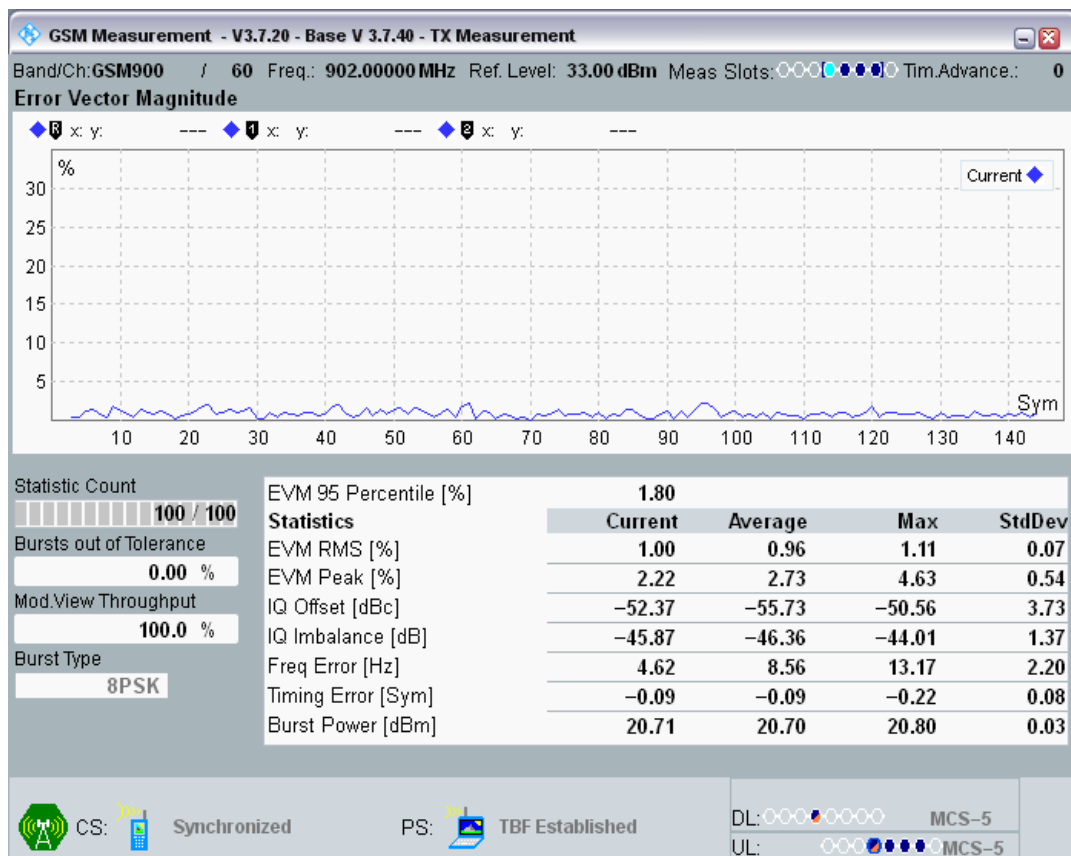 GSM Measurement - V3.7.20 - Base V 3.7.40 - TX Measurement
Band/Ch:GSM900 / 60 Freq.: 902.00000 MHz Ref. Level: 33.00 dBm Meas Slots: Tim.Advance.: 0
Error Vector Magnitude
R x: y: --- 1 x: y: --- 2 x: y: ---
%
Current
30
25
20
15
10
5
Sym
10 20 30 40 50 60 70 80 90 100 110 120 130 140
Statistic Count
100 / 100
Bursts out of Tolerance
0.00 %
Mod.View Throughput
100.0 %
Burst Type
8PSK
EVM 95 Percentile [%] 1.80
Statistics Current Average Max StdDev
EVM RMS [%] 1.00 0.96 1.11 0.07
EVM Peak [%] 2.22 2.73 4.63 0.54
IQ Offset [dBc] −52.37 −55.73 −50.56 3.73
IQ Imbalance [dB] −45.87 −46.36 −44.01 1.37
Freq Error [Hz] 4.62 8.56 13.17 2.20
Timing Error [Sym] −0.09 −0.09 −0.22 0.08
Burst Power [dBm] 20.71 20.70 20.80 0.03
CS: Synchronized PS: TBF Established
DL: MCS−5
UL: MCS−5